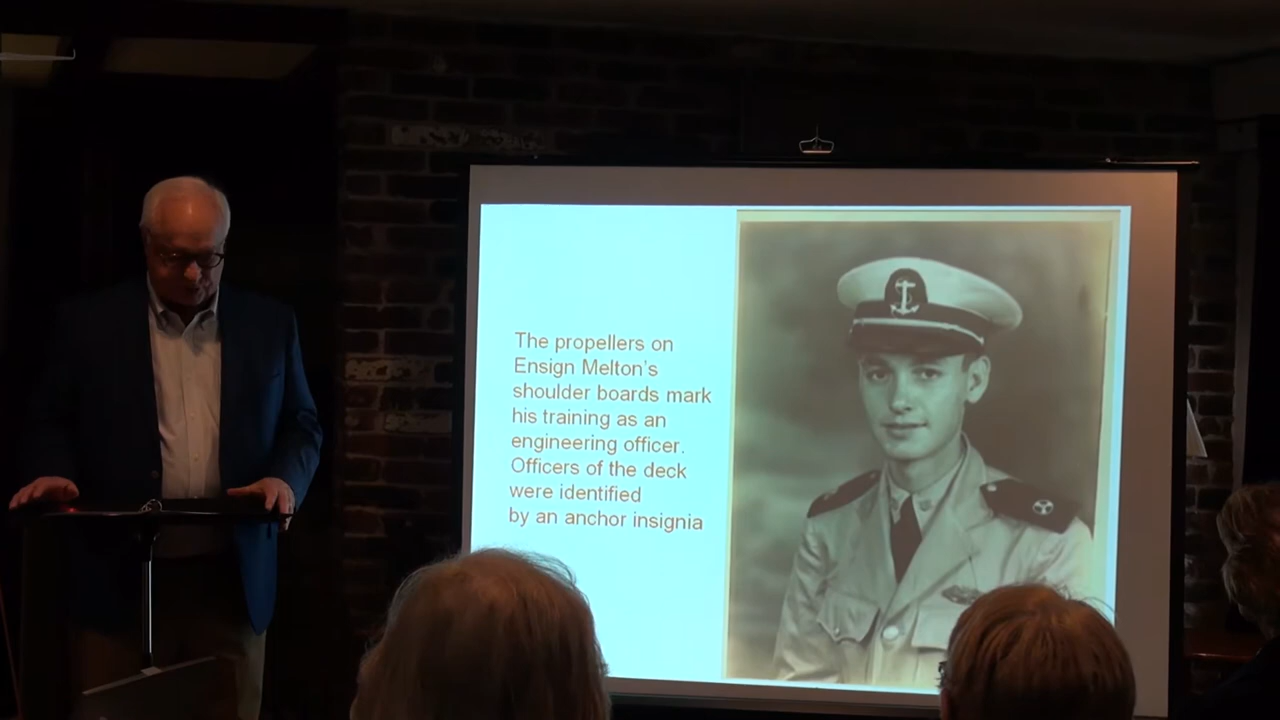 The propellers on
Ensign Melton's
shoulder boards mark
his training as an
engineering officer.
Officers of the deck
were identified
by an anchor insignia